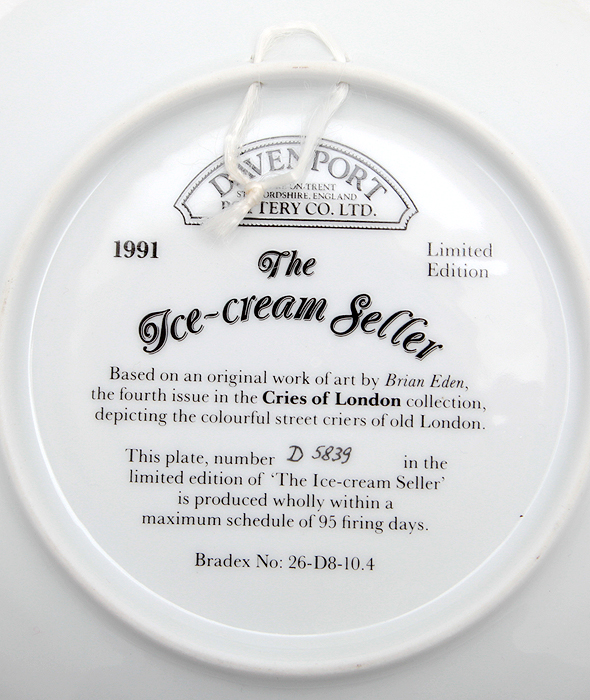 DAVENPORT
ON TRENT
STAFFORDSHIRE, ENGLAND
POTTERY CO. LTD.
1991
Limited
Edition
The
Ice-cream Seller
Based on an original work of art by Brian Eden,
the fourth issue in the Cries of London collection,
depicting the colourful street criers of old London.
This plate, number D 5839 in the
limited edition of ‘The Ice-cream Seller’
is produced wholly within a
maximum schedule of 95 firing days.
Bradex No: 26-D8-10.4